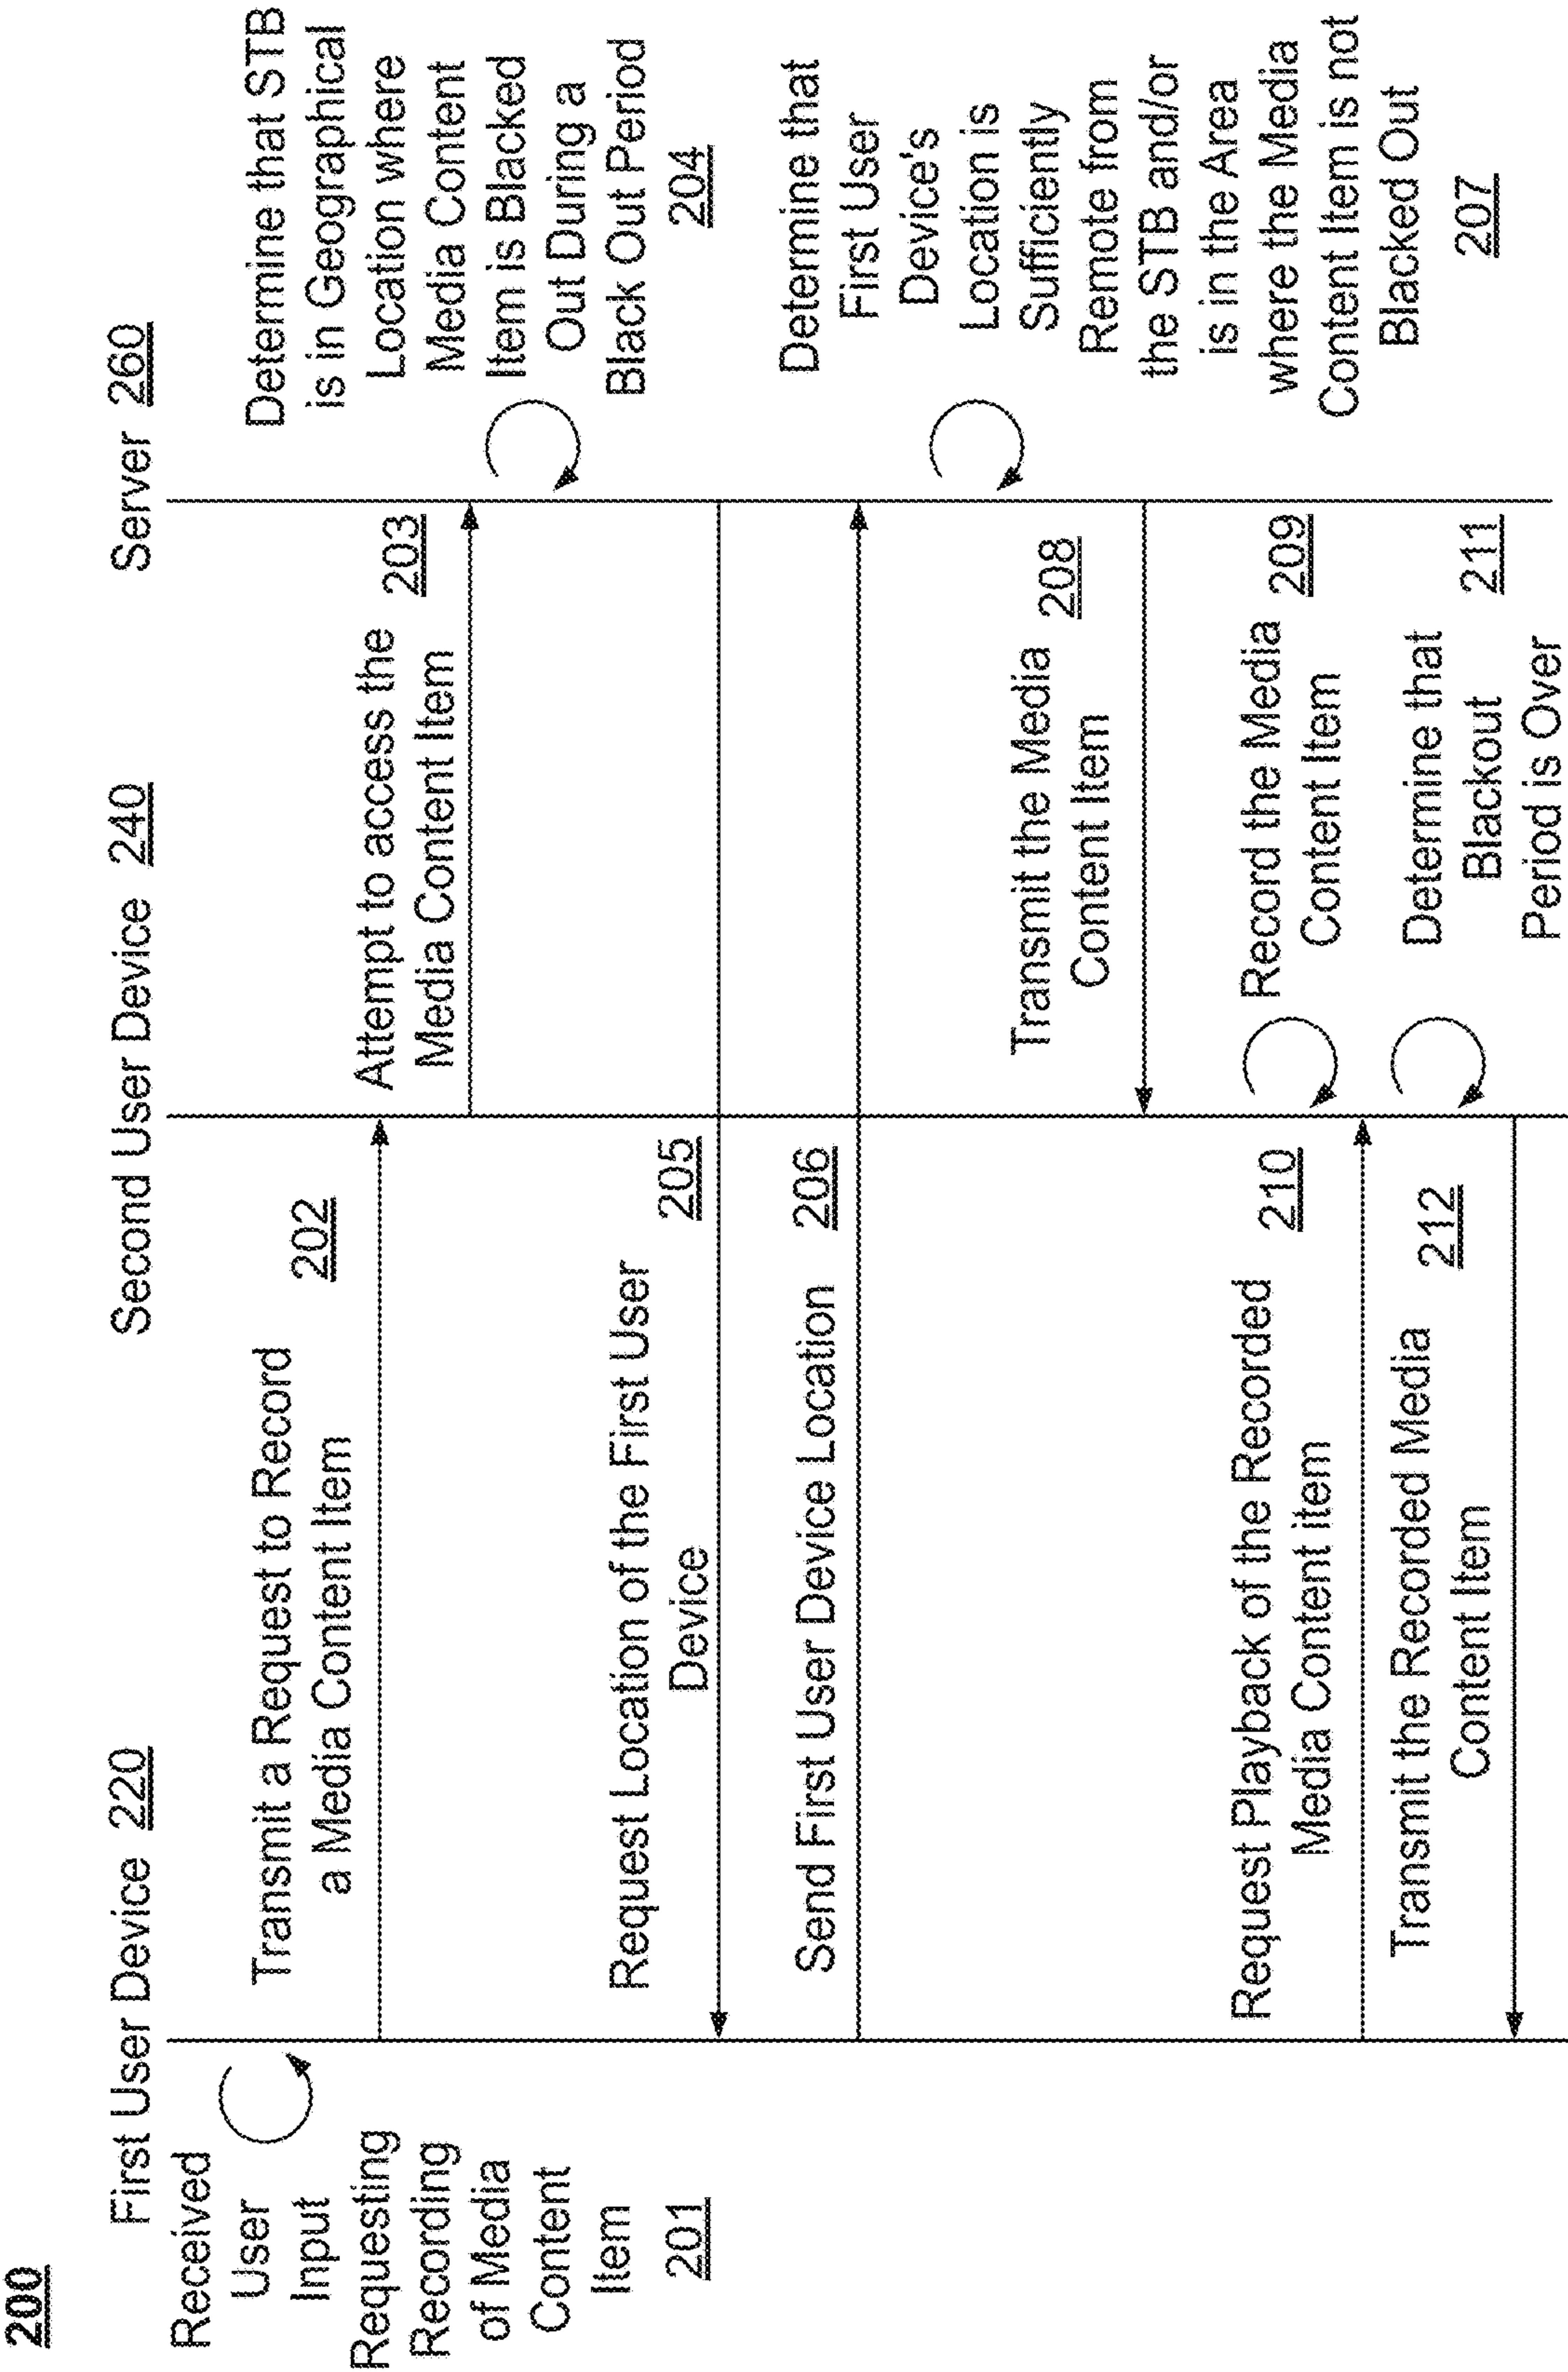 200
First User Device 220
Second User Device 240
Server 260
Received
User
Input
Requesting
Recording
of Media
Content
Item
201
Transmit a Request to Record
a Media Content Item
202
Attempt to access the
Media Content Item
203
Determine that STB
is in Geographical
Location where
Media Content
Item is Blacked
Out During a
Black Out Period
204
Request Location of the First User
Device
205
Send First User Device Location 206
Determine that
First User
Device's
Location is
Sufficiently
Remote from
the STB and/or
is in the Area
where the Media
Content Item is not
Blacked Out
207
Transmit the Media
Content Item
208
Record the Media
Content Item
209
Request Playback of the Recorded
Media Content item
210
Determine that
Blackout
Period is Over
211
Transmit the Recorded Media
Content Item
212